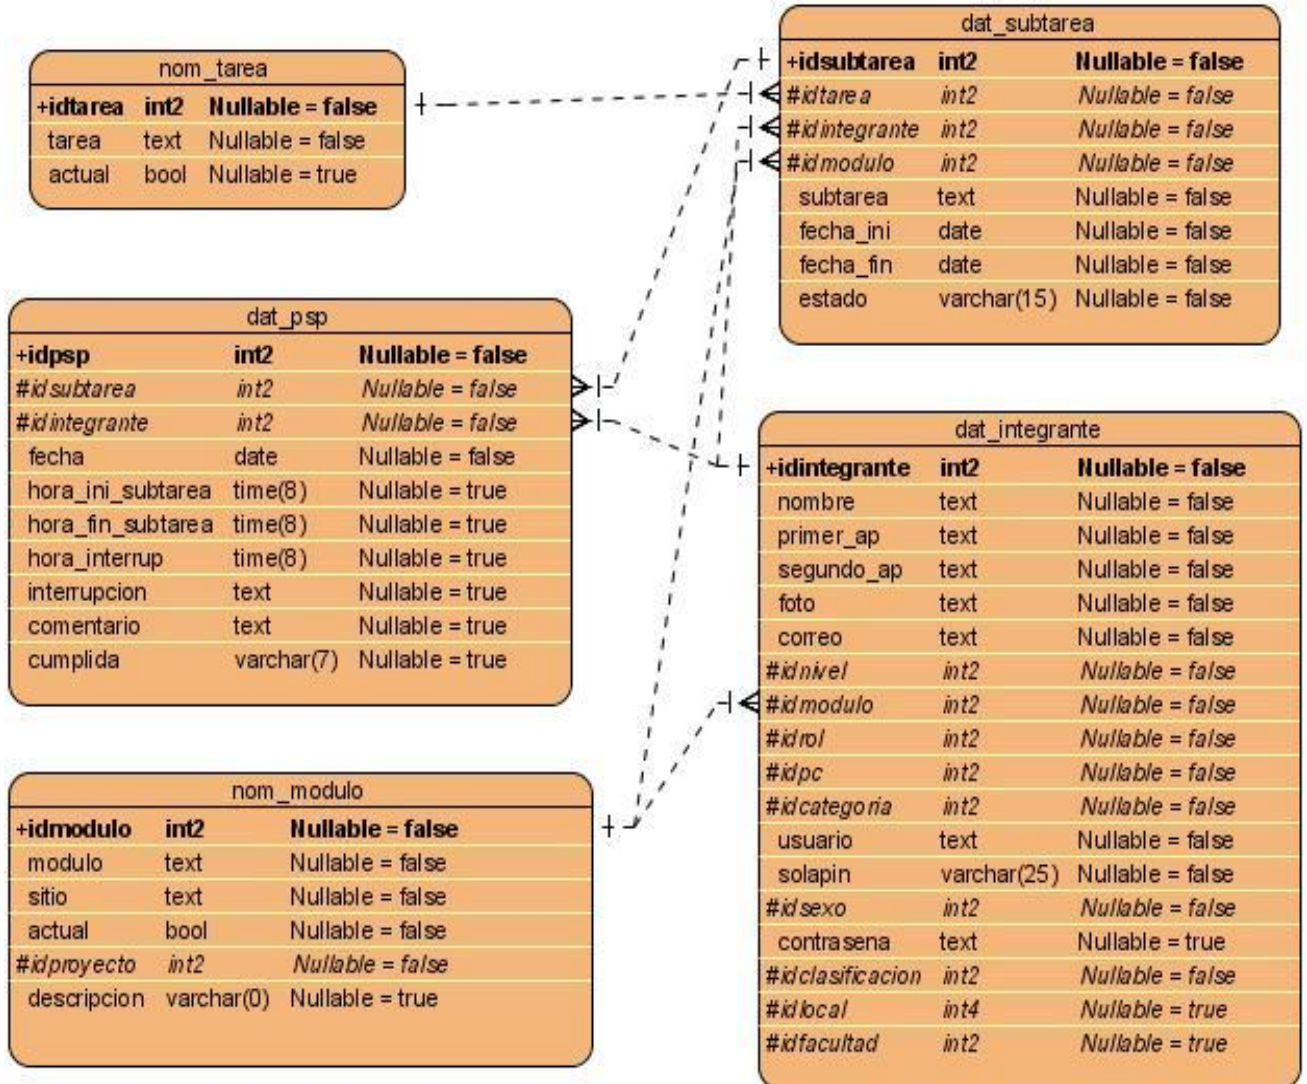 nom_tarea
+idtarea int2 Nullable = false
tarea text Nullable = false
actual bool Nullable = true
dat_subtarea
+idsubtarea int2 Nullable = false
#idtarea int2 Nullable = false
#idintegrante int2 Nullable = false
#idmodulo int2 Nullable = false
subtarea text Nullable = false
fecha_ini date Nullable = false
fecha_fin date Nullable = false
estado varchar(15) Nullable = false
dat_psp
+idpsp int2 Nullable = false
#idsubtarea int2 Nullable = false
#idintegrante int2 Nullable = false
fecha date Nullable = false
hora_ini_subtarea time(8) Nullable = true
hora_fin_subtarea time(8) Nullable = true
hora_interrup time(8) Nullable = true
interrupcion text Nullable = true
comentario text Nullable = true
cumplida varchar(7) Nullable = true
dat_integrante
+idintegrante int2 Nullable = false
nombre text Nullable = false
primer_ap text Nullable = false
segundo_ap text Nullable = false
foto text Nullable = false
correo text Nullable = false
#idnivel int2 Nullable = false
#idmodulo int2 Nullable = false
#idrol int2 Nullable = false
#idpc int2 Nullable = false
#idcategoria int2 Nullable = false
usuario text Nullable = false
solapin varchar(25) Nullable = false
#idsexo int2 Nullable = false
contrasena text Nullable = true
#idclasificacion int2 Nullable = false
#idlocal int4 Nullable = true
#idfacultad int2 Nullable = true
nom_modulo
+idmodulo int2 Nullable = false
modulo text Nullable = false
sitio text Nullable = false
actual bool Nullable = false
#idproyecto int2 Nullable = false
descripcion varchar(0) Nullable = true